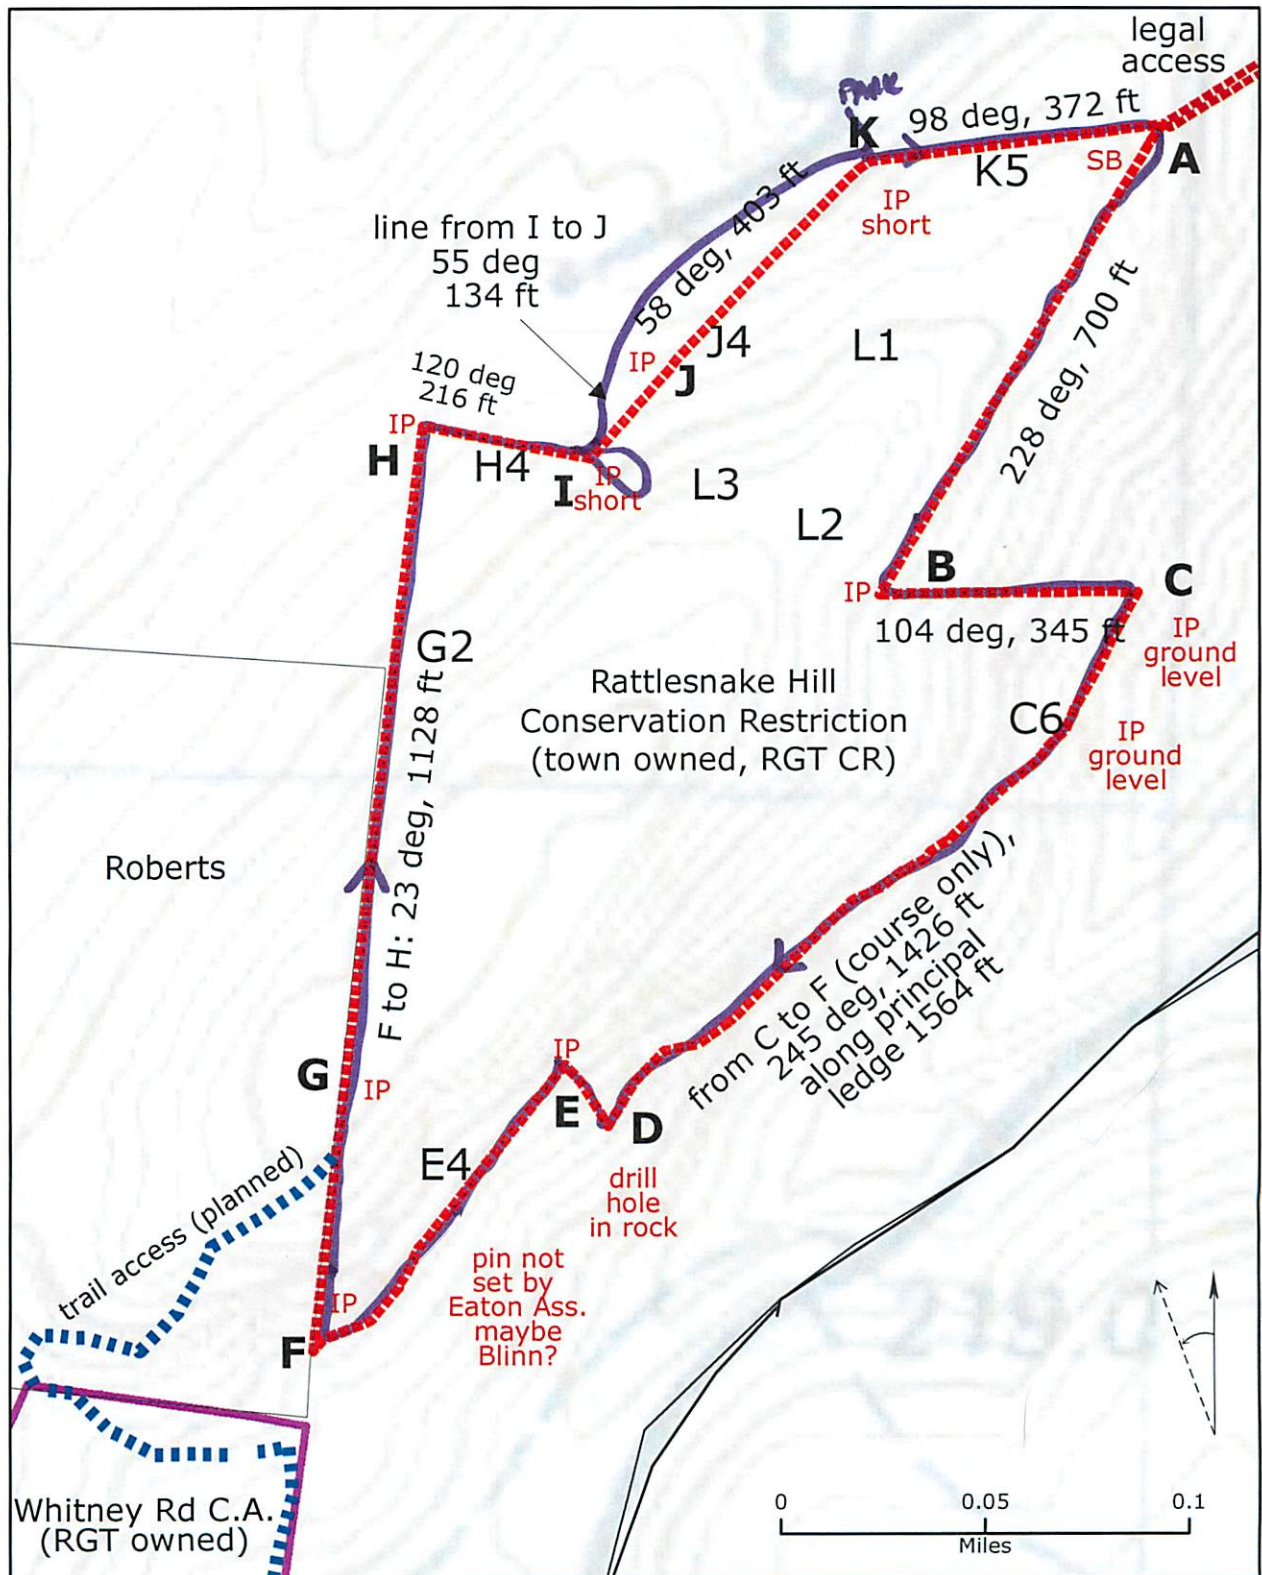 legal
access
PARK
K
98 deg, 372 ft
K5
SB
A
IP
short
line from I to J
55 deg
134 ft
58 deg, 403 ft
J4
IP
J
L1
228 deg, 700 ft
120 deg
216 ft
IP
H
H4
I
IP
short
L3
L2
B
IP
104 deg, 345 ft
C
IP
ground
level
G2
Rattlesnake Hill
Conservation Restriction
(town owned, RGT CR)
C6
IP
ground
level
Roberts
F to H: 23 deg, 1128 ft
from C to F (course only),
245 deg, 1426 ft
along principal
ledge 1564 ft
G
IP
IP
E
D
drill
hole
in rock
E4
trail access (planned)
pin not
set by
Eaton Ass.
maybe
Blinn?
IP
F
219.0
Whitney Rd C.A.
(RGT owned)
0 0.05 0.1
Miles